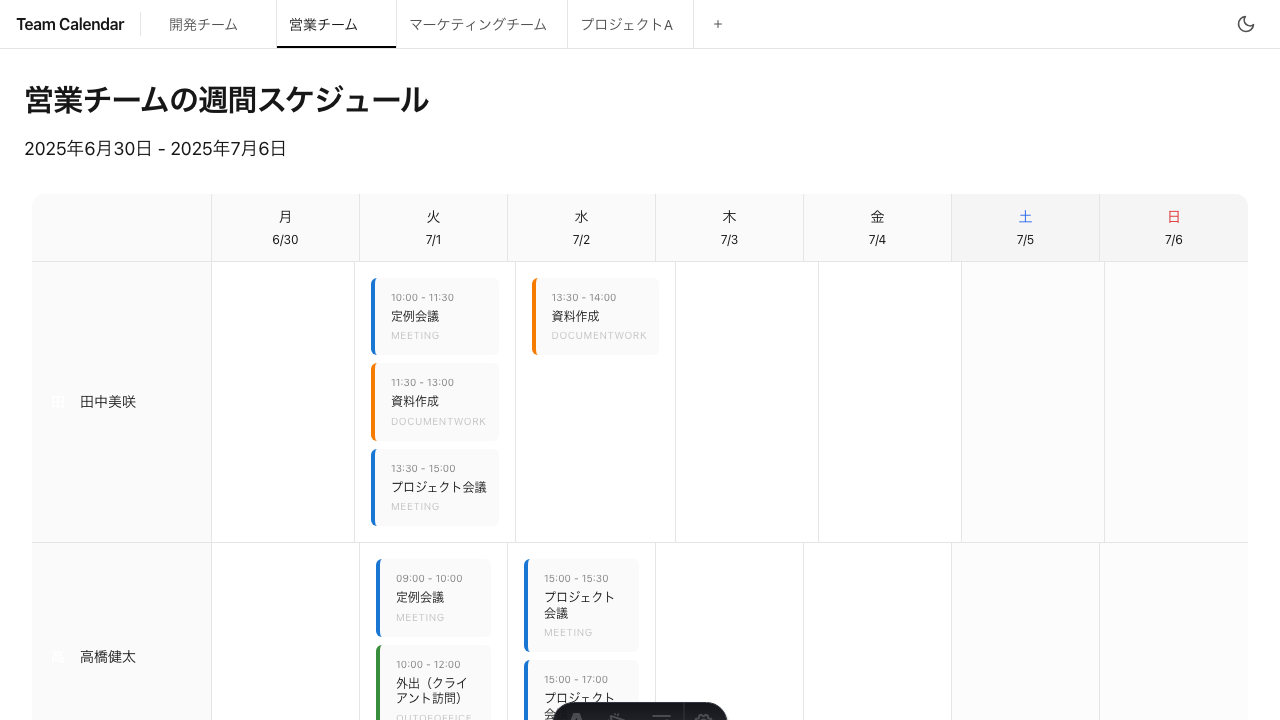 Team Calendar
開発チーム
営業チーム
マーケティングチーム
プロジェクトA
+
営業チームの週間スケジュール
2025年6月30日 - 2025年7月6日
月
6/30
火
7/1
水
7/2
木
7/3
金
7/4
土
7/5
日
7/6
田中美咲
10:00 - 11:30
定例会議
MEETING
11:30 - 13:00
資料作成
DOCUMENTWORK
13:30 - 15:00
プロジェクト会議
MEETING
13:30 - 14:00
資料作成
DOCUMENTWORK
高橋健太
09:00 - 10:00
定例会議
MEETING
10:00 - 12:00
外出（クライ
アント訪問）
OUTOFOFFICE
15:00 - 15:30
プロジェクト
会議
MEETING
15:00 - 17:00
プロジェクト